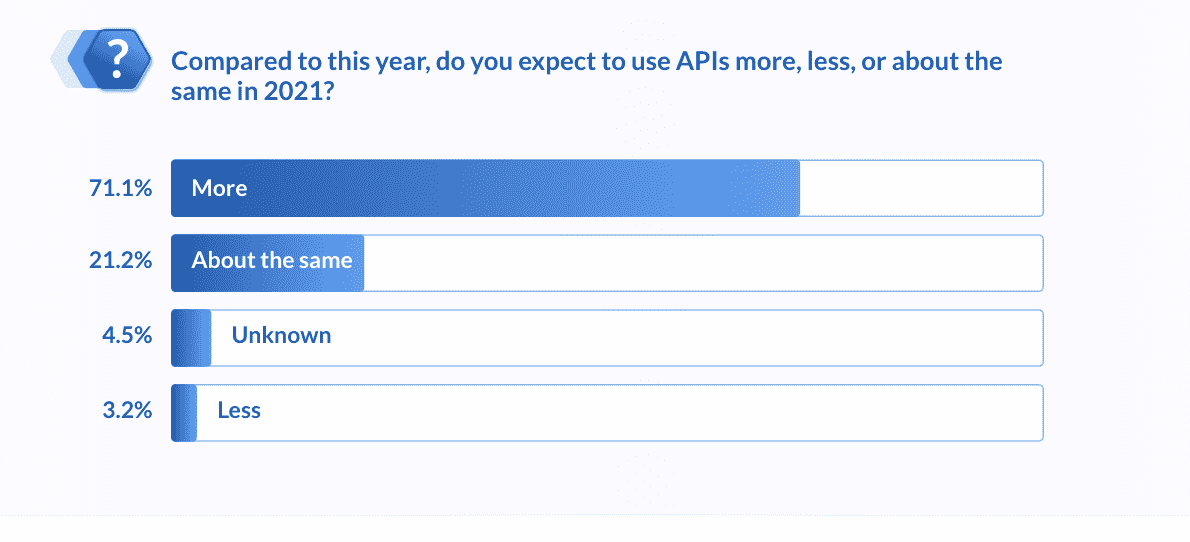 ?
Compared to this year, do you expect to use APIs more, less, or about the
same in 2021?
71.1% More
21.2% About the same
4.5% Unknown
3.2% Less